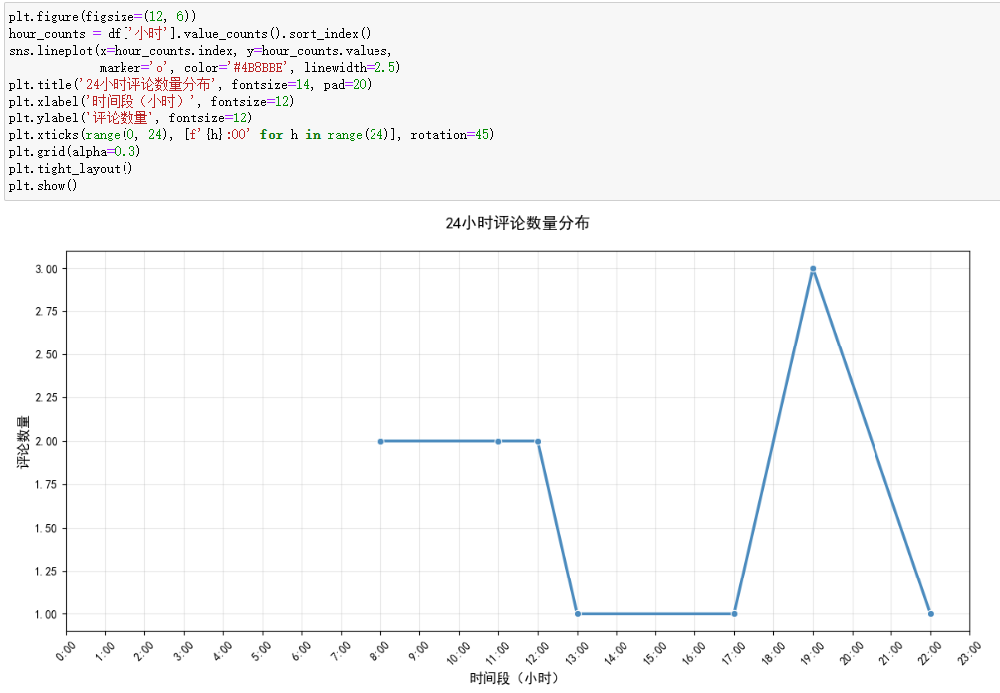 plt.figure(figsize=(12, 6))
hour_counts = df['小时'].value_counts().sort_index()
sns.lineplot(x=hour_counts.index, y=hour_counts.values,
            marker='o', color='#4B8BBE', linewidth=2.5)
plt.title('24小时评论数量分布', fontsize=14, pad=20)
plt.xlabel('时间段（小时）', fontsize=12)
plt.ylabel('评论数量', fontsize=12)
plt.xticks(range(0, 24), [f'{h}:00' for h in range(24)], rotation=45)
plt.grid(alpha=0.3)
plt.tight_layout()
plt.show()
24小时评论数量分布
3.00
2.75
2.50
2.25
2.00
1.75
1.50
1.25
1.00
评论数量
0:00 1:00 2:00 3:00 4:00 5:00 6:00 7:00 8:00 9:00 10:00 11:00 12:00 13:00 14:00 15:00 16:00 17:00 18:00 19:00 20:00 21:00 22:00 23:00
时间段（小时）